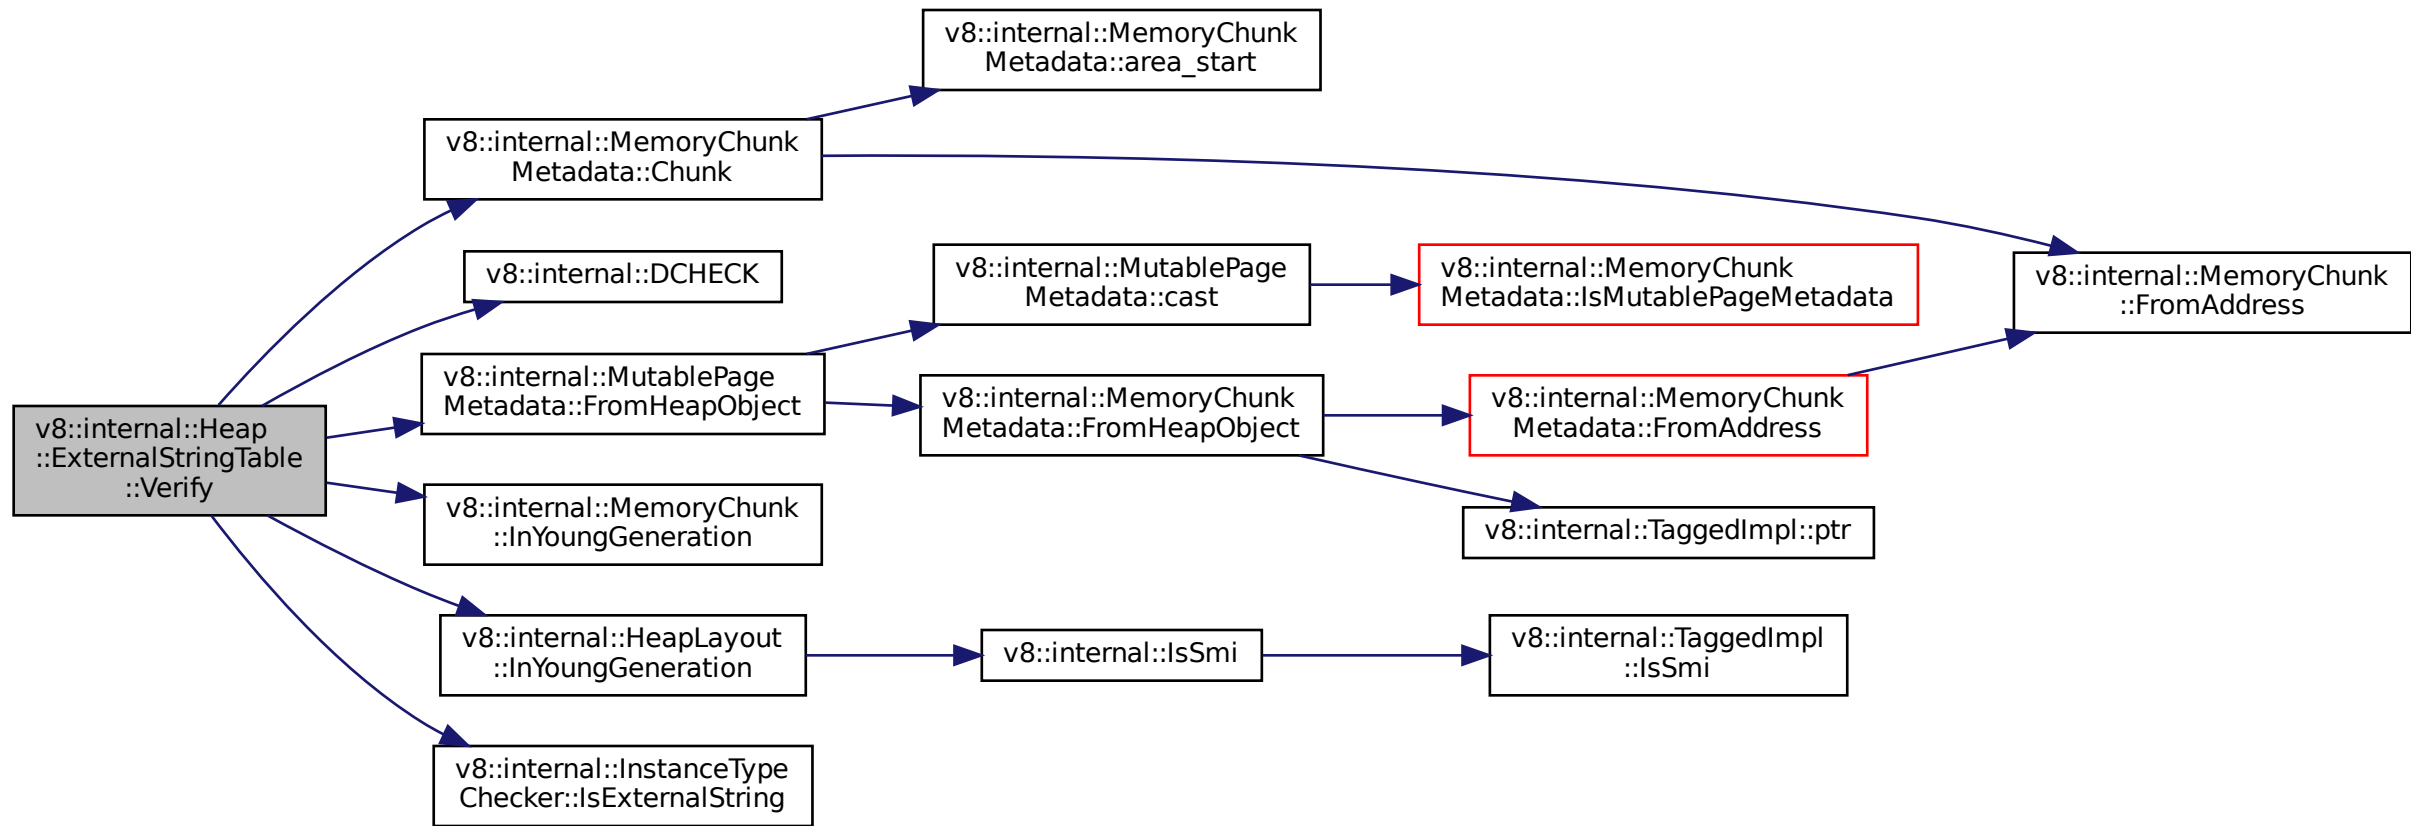 v8::internal::Heap
::ExternalStringTable
::Verify
v8::internal::MemoryChunk
Metadata::Chunk
v8::internal::MemoryChunk
Metadata::area_start
v8::internal::MemoryChunk
::FromAddress
v8::internal::DCHECK
v8::internal::MutablePage
Metadata::FromHeapObject
v8::internal::MutablePage
Metadata::cast
v8::internal::MemoryChunk
Metadata::IsMutablePageMetadata
v8::internal::MemoryChunk
Metadata::FromHeapObject
v8::internal::MemoryChunk
Metadata::FromAddress
v8::internal::TaggedImpl::ptr
v8::internal::MemoryChunk
::InYoungGeneration
v8::internal::HeapLayout
::InYoungGeneration
v8::internal::IsSmi
v8::internal::TaggedImpl
::IsSmi
v8::internal::InstanceType
Checker::IsExternalString